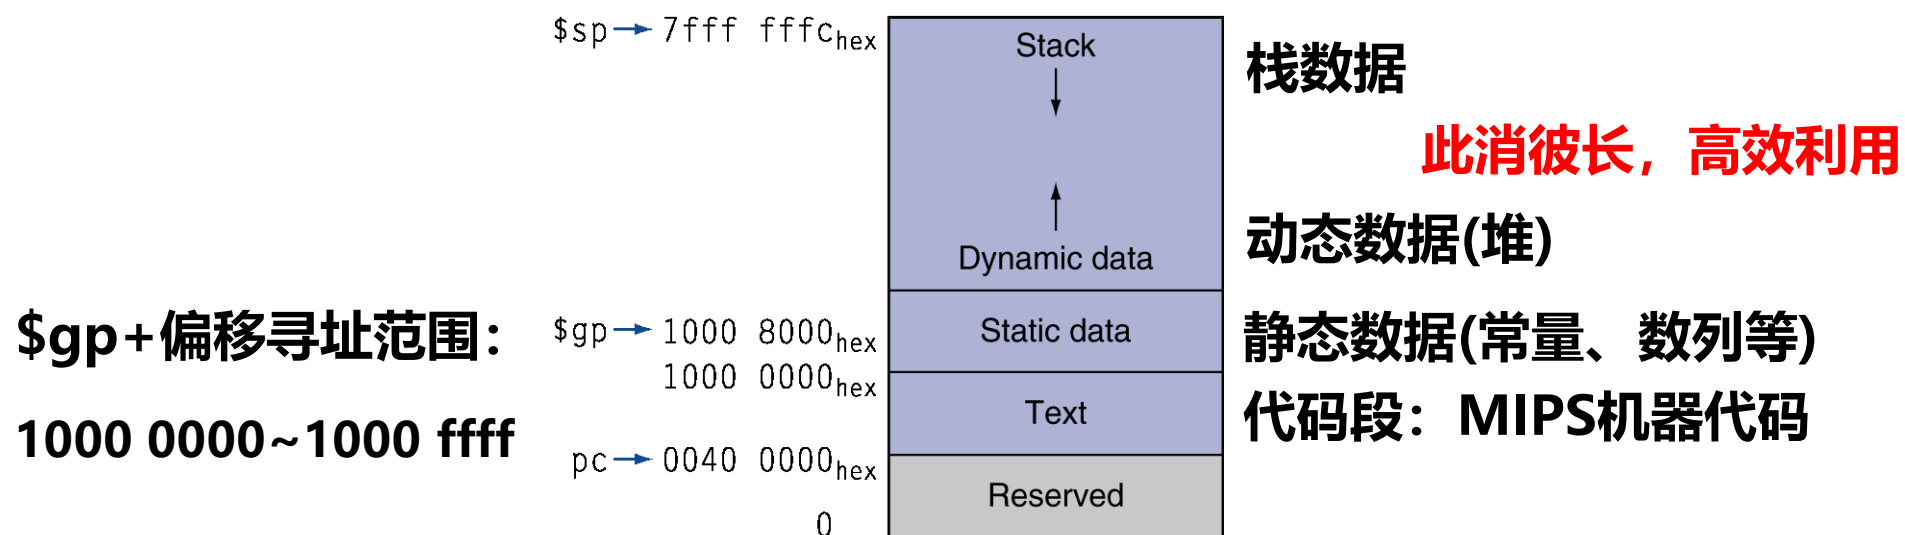 $sp 7fff fffchex Stack 栈数据
此消彼长，高效利用
Dynamic data 动态数据(堆)
$gp+偏移寻址范围： $gp 1000 8000hex Static data 静态数据(常量、数列等)
1000 0000hex
1000 0000~1000 ffff Text 代码段：MIPS机器代码
pc 0040 0000hex
Reserved
0